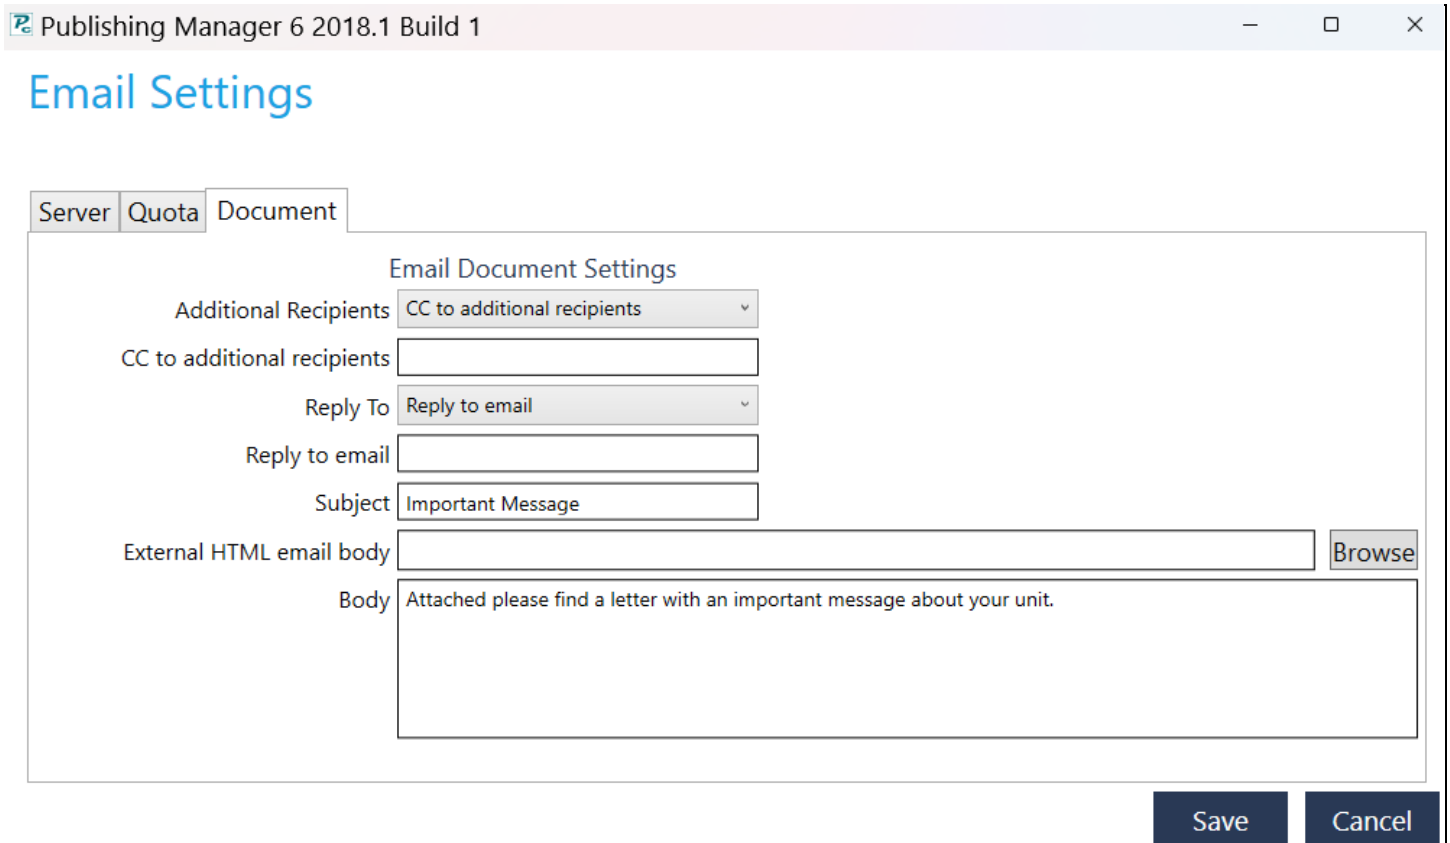 Publishing Manager 6 2018.1 Build 1
Email Settings
Server Quota Document
Email Document Settings
Additional Recipients CC to additional recipients
CC to additional recipients
Reply To Reply to email
Reply to email
Subject Important Message
External HTML email body Browse
Body Attached please find a letter with an important message about your unit.
Save Cancel